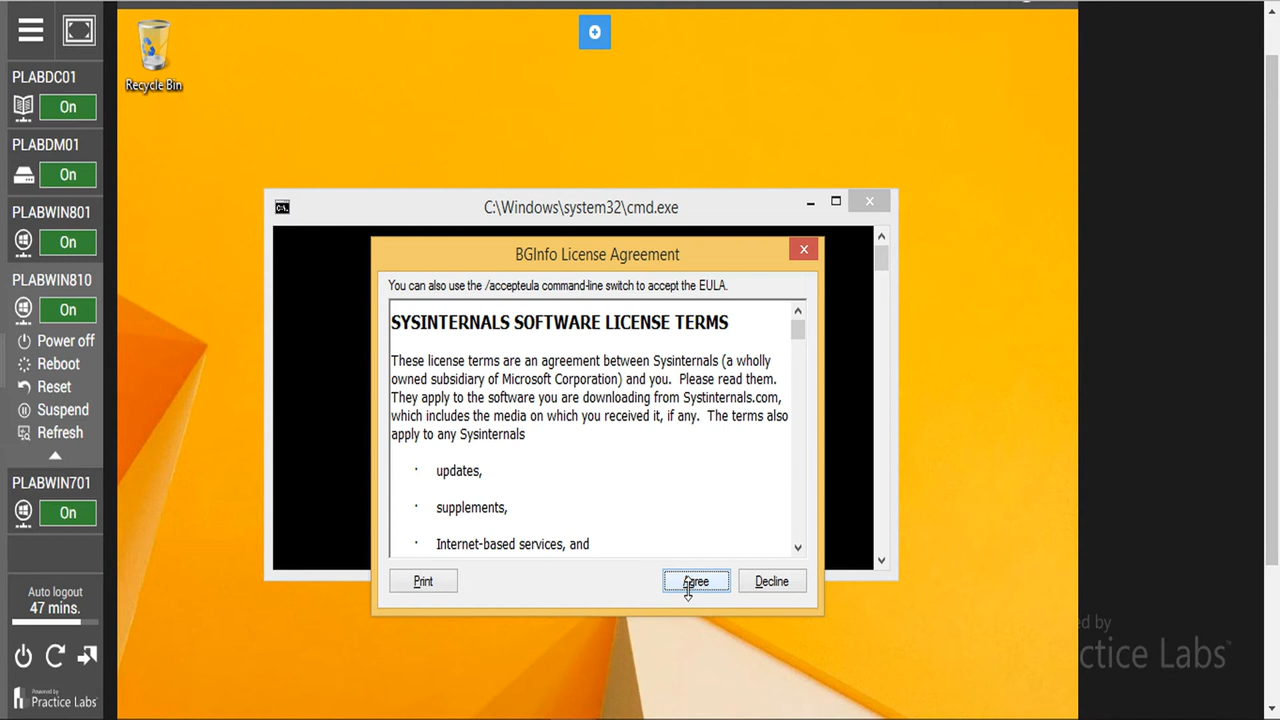 PLABDC01
On
PLABDM01
On
PLABWIN801
On
PLABWIN810
On
Power off
Reboot
Reset
Suspend
Refresh
PLABWIN701
On
Auto logout
47 mins.
Powered by
Practice Labs
Recycle Bin
C:\Windows\system32\cmd.exe
BGInfo License Agreement
You can also use the /accepteula command-line switch to accept the EULA.
SYSINTERNALS SOFTWARE LICENSE TERMS
These license terms are an agreement between Sysinternals (a wholly
owned subsidiary of Microsoft Corporation) and you. Please read them.
They apply to the software you are downloading from Systinternals.com,
which includes the media on which you received it, if any. The terms also
apply to any Sysinternals
· updates,
· supplements,
· Internet-based services, and
Print
Agree
Decline
ed by
ctice Labs